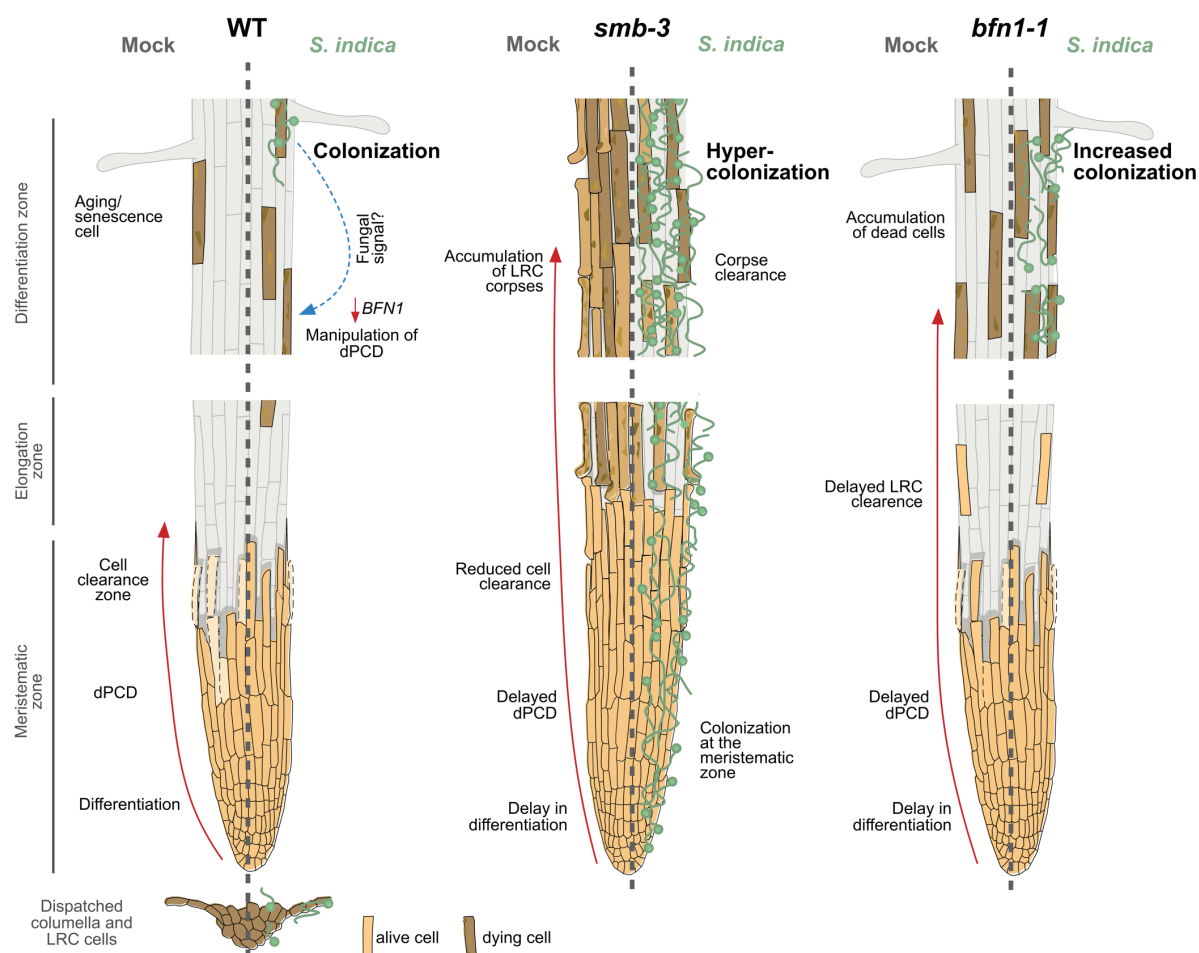 WT
Mock
S. indica
smb-3
Mock
S. indica
bfn1-1
Mock
S. indica
Differentiation zone
Elongation
zone
Meristematic
zone
Aging/
senescence
cell
Colonization
Fungal
signal?
BFN1
Manipulation of
dPCD
Cell
clearance
zone
dPCD
Differentiation
Dispatched
columella and
LRC cells
alive cell
dying cell
Hyper-
colonization
Accumulation
of LRC
corpses
Corpse
clearance
Reduced cell
clearance
Delayed
dPCD
Colonization
at the
meristematic
zone
Delay in
differentiation
Increased
colonization
Accumulation
of dead cells
Delayed LRC
clearence
Delayed
dPCD
Delay in
differentiation